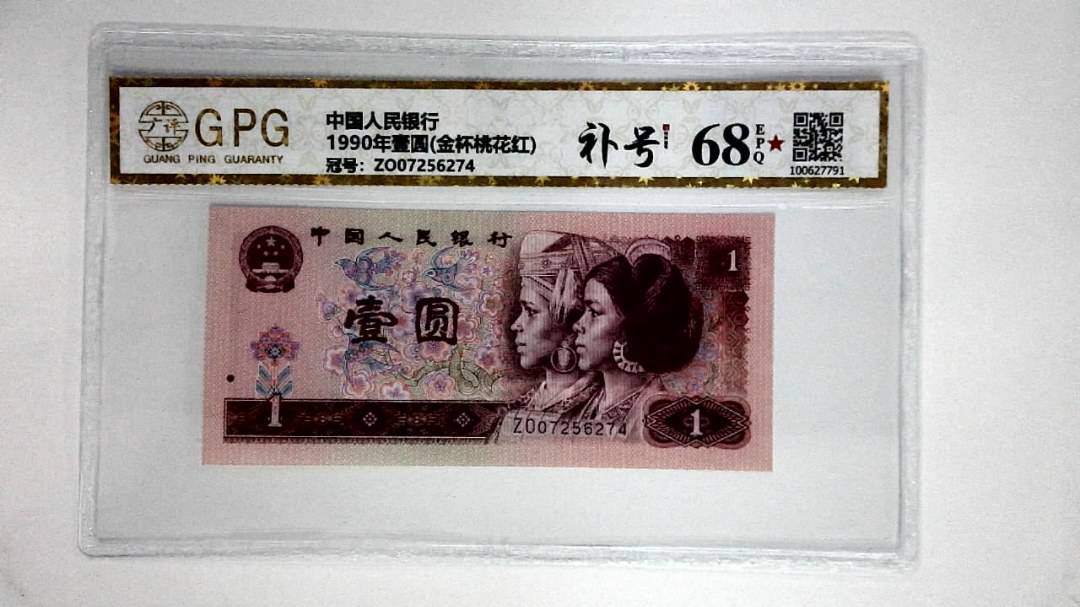 广评
GPG
GUANG PING GUARANTY
中国人民银行
1990年壹圆(金杯桃花红)
冠号: ZO07256274
补号
68
EPQ
100627791
中国人民银行
1
壹圆
1
ZO07256274
1